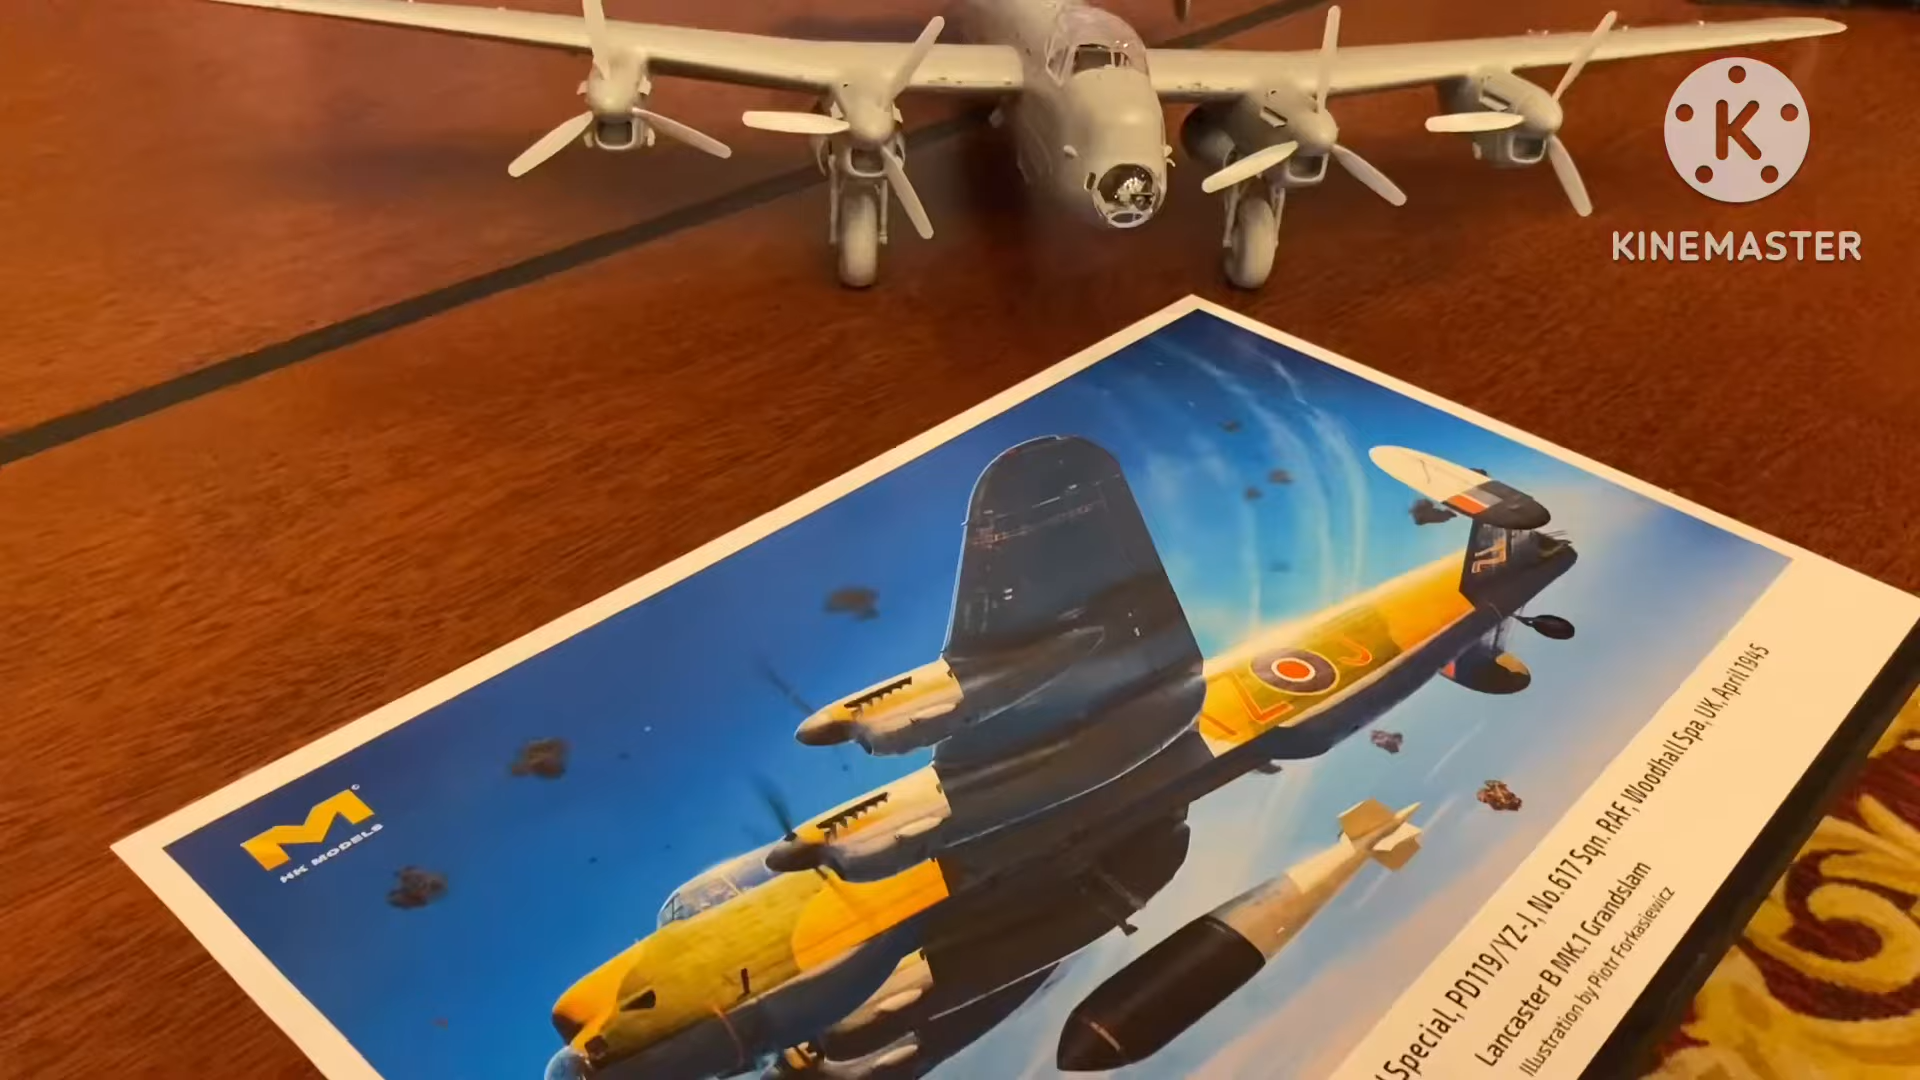 K
KINEMASTER
M
HK MODELS
Special, PD119/YZ-J, No.617 Sqn. RAF, Woodhall Spa, UK, April 1945
Lancaster B MK.1 Grandslam
Illustration by Piotr Forkasiewicz
YZ J